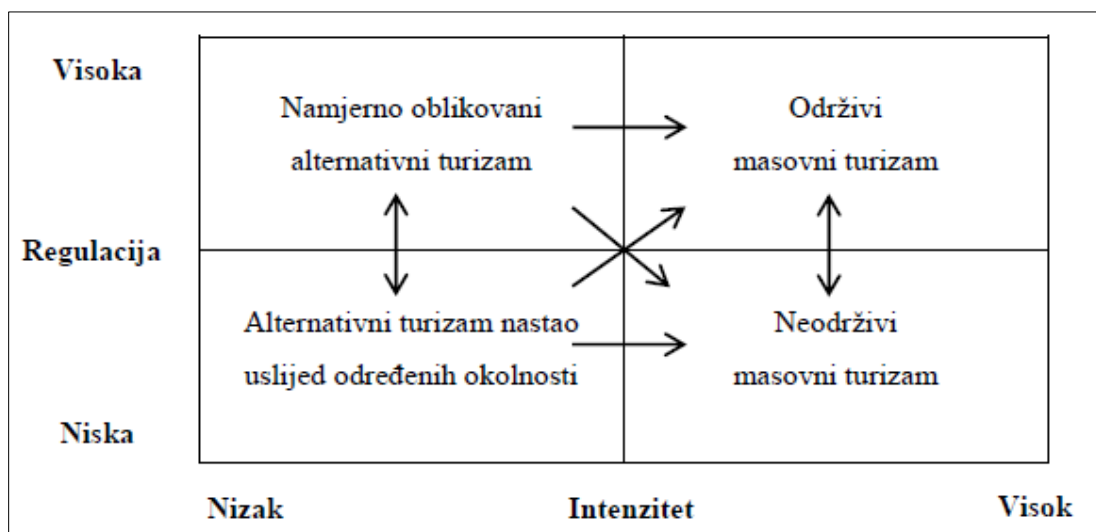 Visoka
Namjerno oblikovani
alternativni turizam
Održivi
masovni turizam
Regulacija
Alternativni turizam nastao
uslijed određenih okolnosti
Neodrživi
masovni turizam
Niska
Nizak
Intenzitet
Visok